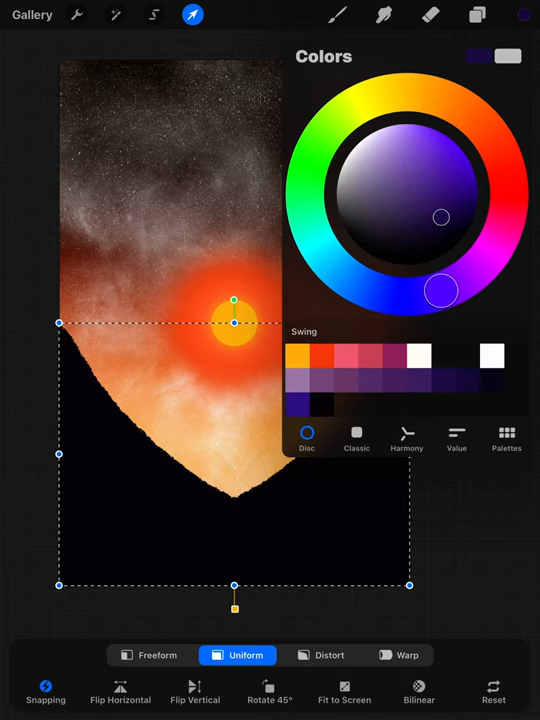 Gallery
Colors
Swing
Disc
Classic
Harmony
Value
Palettes
Freeform
Uniform
Distort
Warp
Snapping
Flip Horizontal
Flip Vertical
Rotate 45°
Fit to Screen
Bilinear
Reset